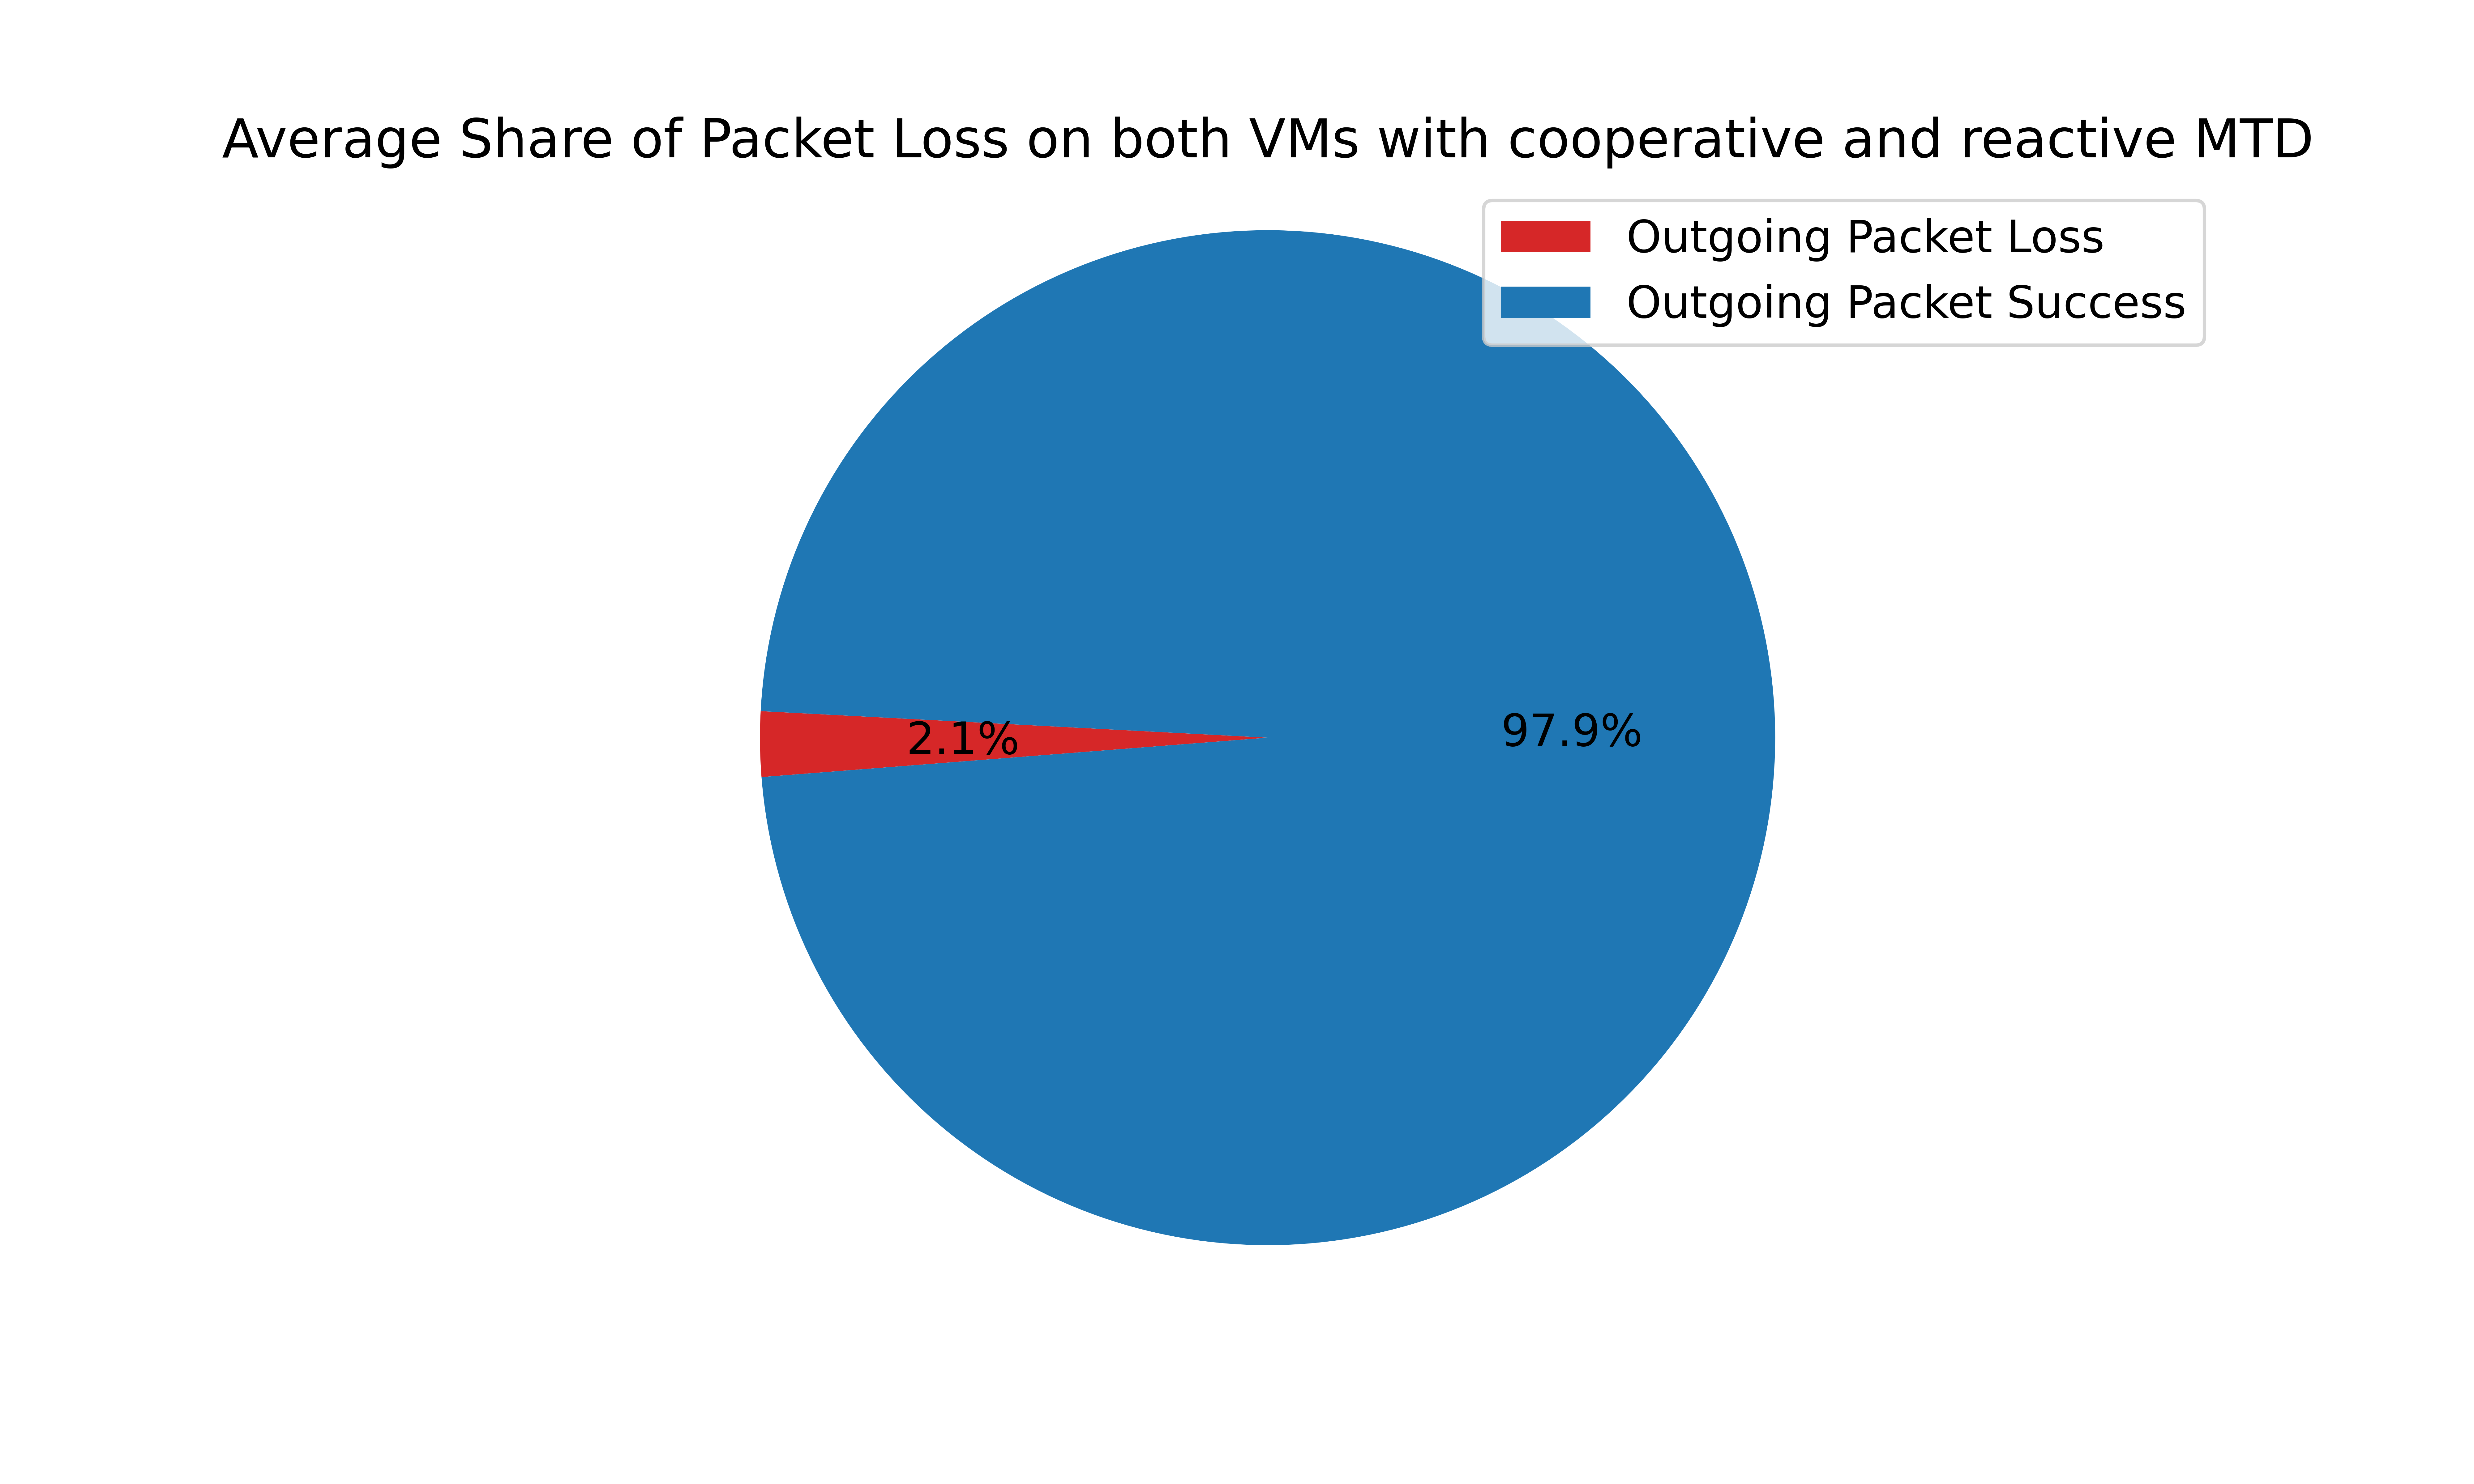 Average Share of Packet Loss on both VMs with cooperative and reactive MTD
Outgoing Packet Loss
Outgoing Packet Success
2.1%
97.9%